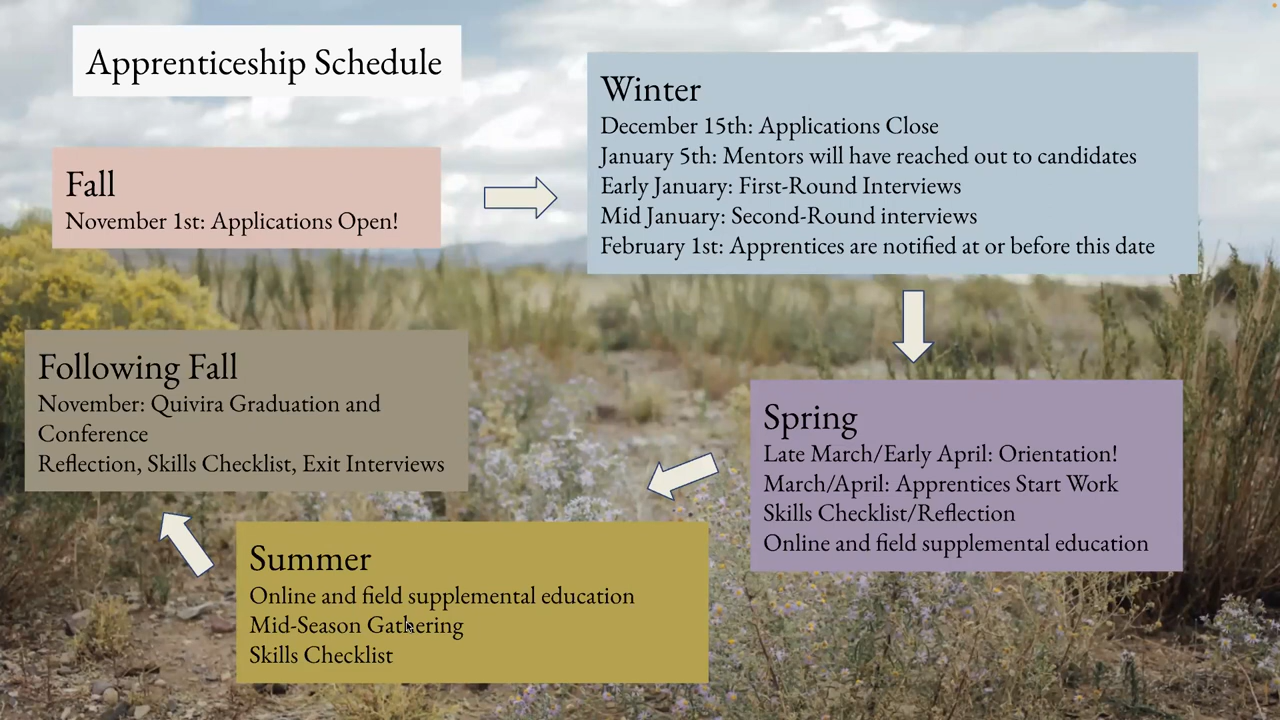 Apprenticeship Schedule
Fall
November 1st: Applications Open!
Winter
December 15th: Applications Close
January 5th: Mentors will have reached out to candidates
Early January: First-Round Interviews
Mid January: Second-Round interviews
February 1st: Apprentices are notified at or before this date
Spring
Late March/Early April: Orientation!
March/April: Apprentices Start Work
Skills Checklist/Reflection
Online and field supplemental education
Summer
Online and field supplemental education
Mid-Season Gathering
Skills Checklist
Following Fall
November: Quivira Graduation and
Conference
Reflection, Skills Checklist, Exit Interviews